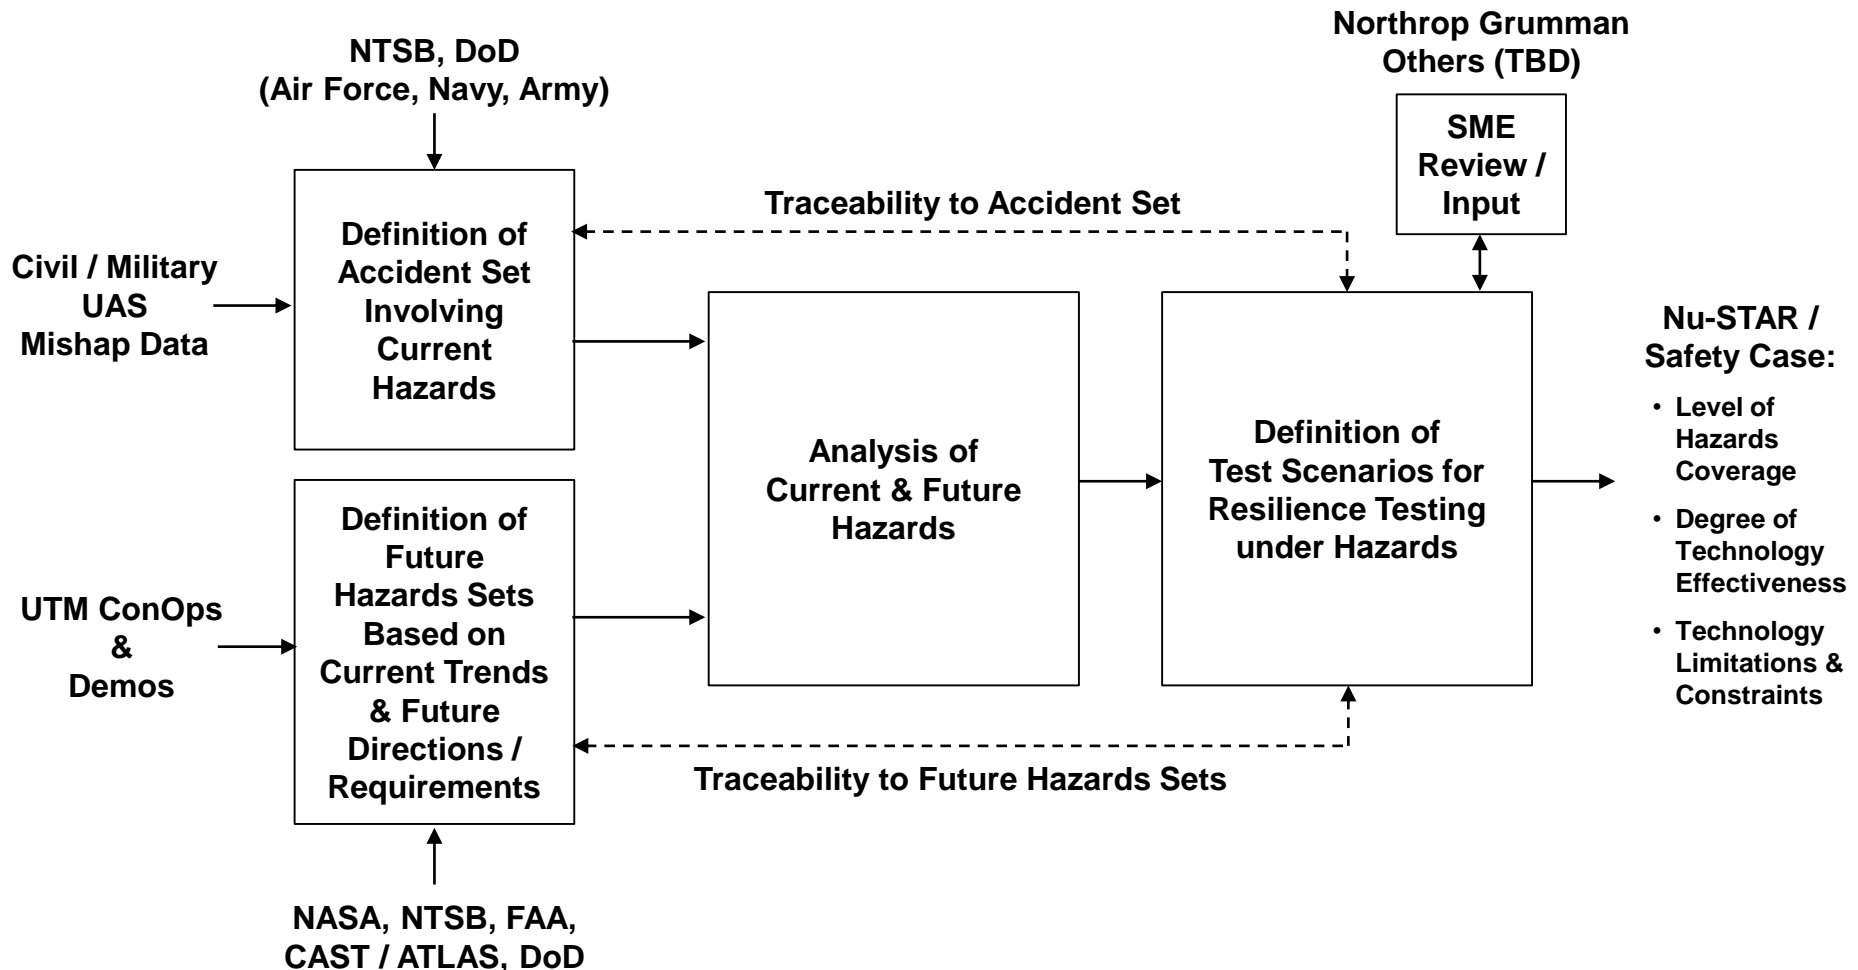 NTSB, DoD
(Air Force, Navy, Army)
Northrop Grumman
Others (TBD)
SME
Review /
Input
Traceability to Accident Set
Civil / Military
UAS
Mishap Data
Definition of
Accident Set
Involving
Current
Hazards
Analysis of
Current & Future
Hazards
Definition of
Test Scenarios for
Resilience Testing
under Hazards
Nu-STAR /
Safety Case:
• Level of
Hazards
Coverage
• Degree of
Technology
Effectiveness
• Technology
Limitations &
Constraints
UTM ConOps
&
Demos
Definition of
Future
Hazards Sets
Based on
Current Trends
& Future
Directions /
Requirements
Traceability to Future Hazards Sets
NASA, NTSB, FAA,
CAST / ATLAS, DoD